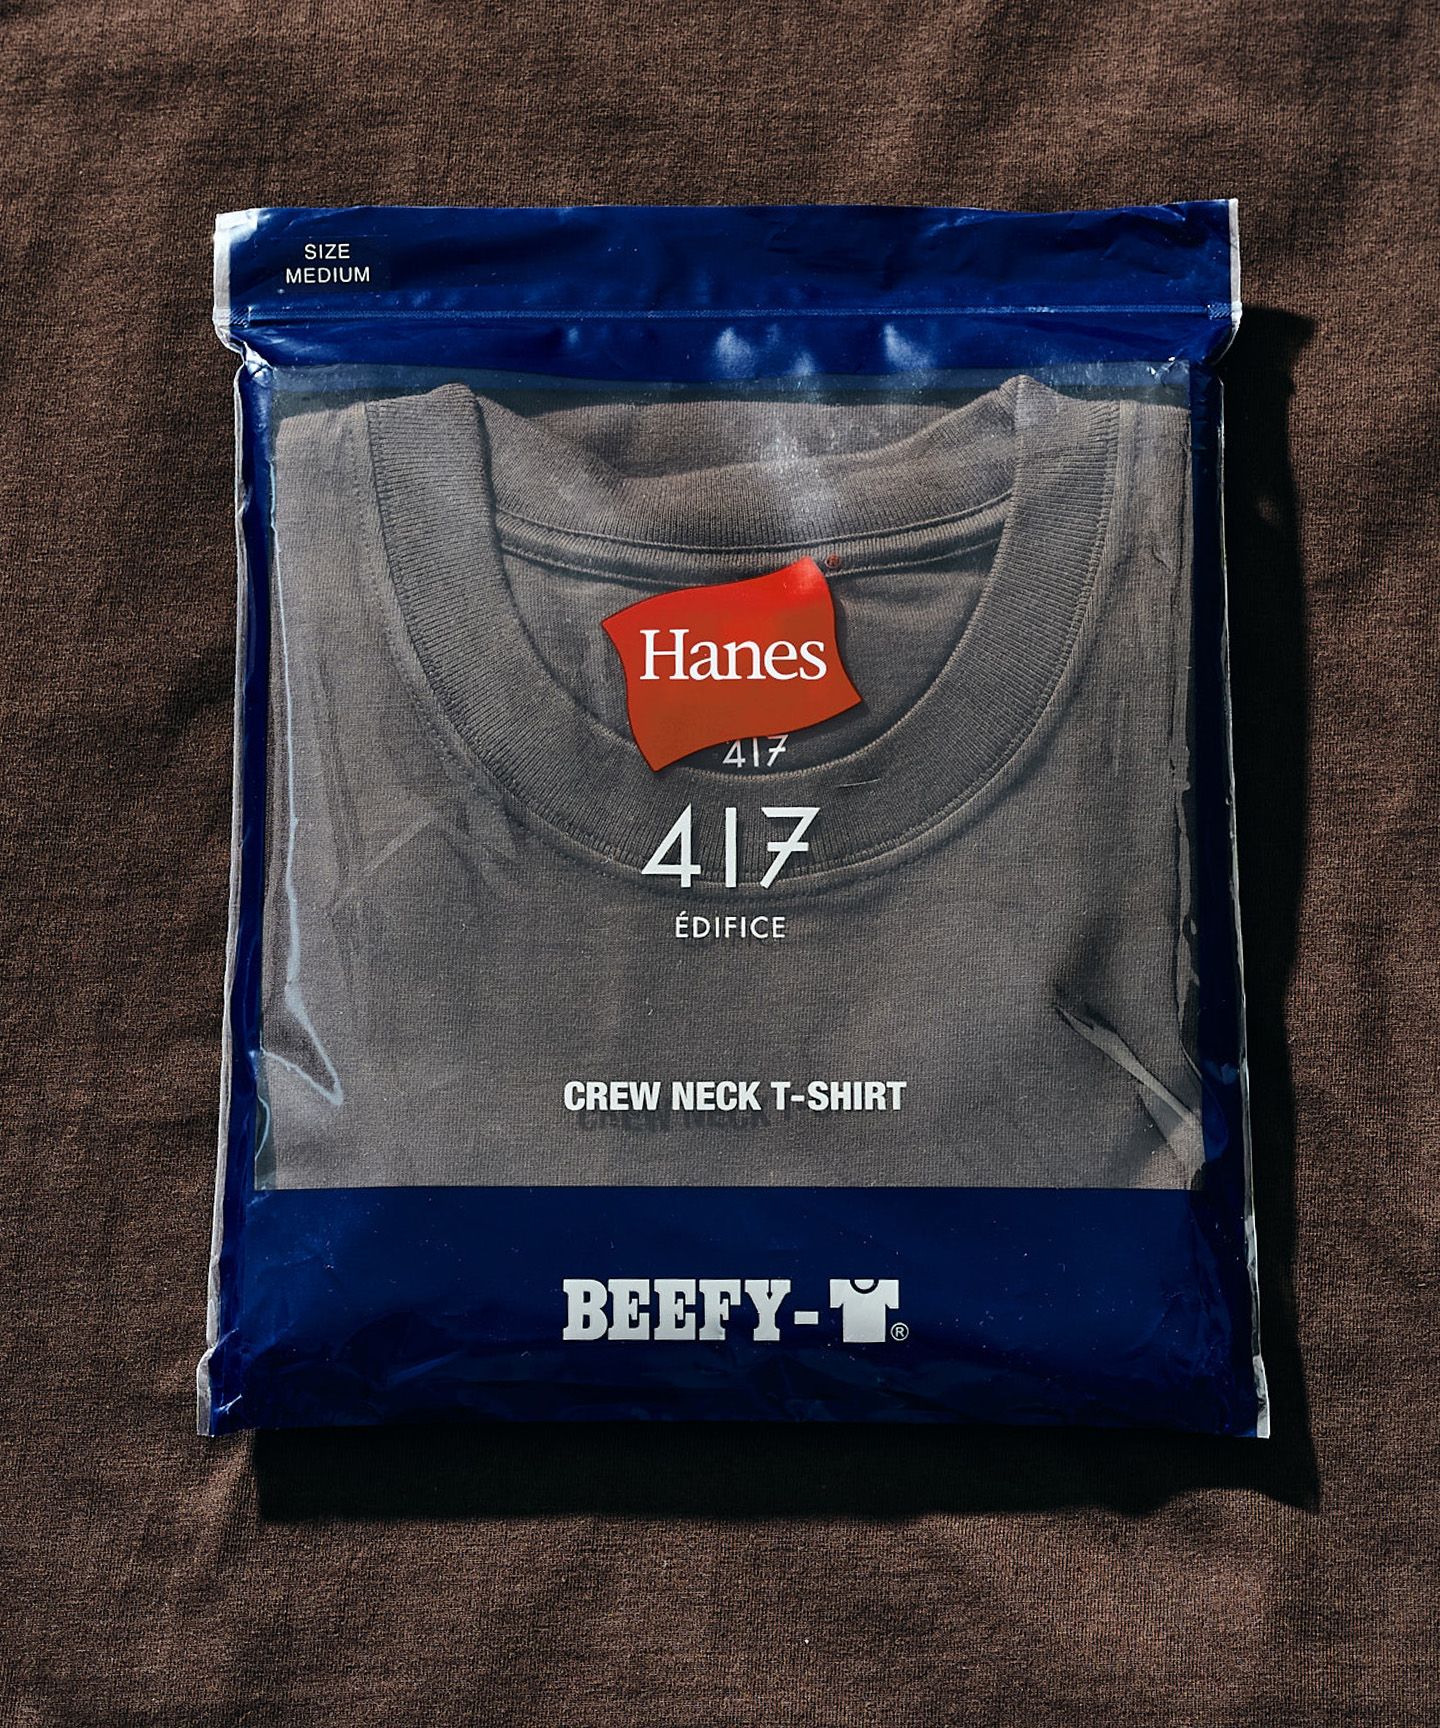 SIZE
MEDIUM
Hanes
®
417
417
ÉDIFICE
CREW NECK T-SHIRT
BEEFY-T®